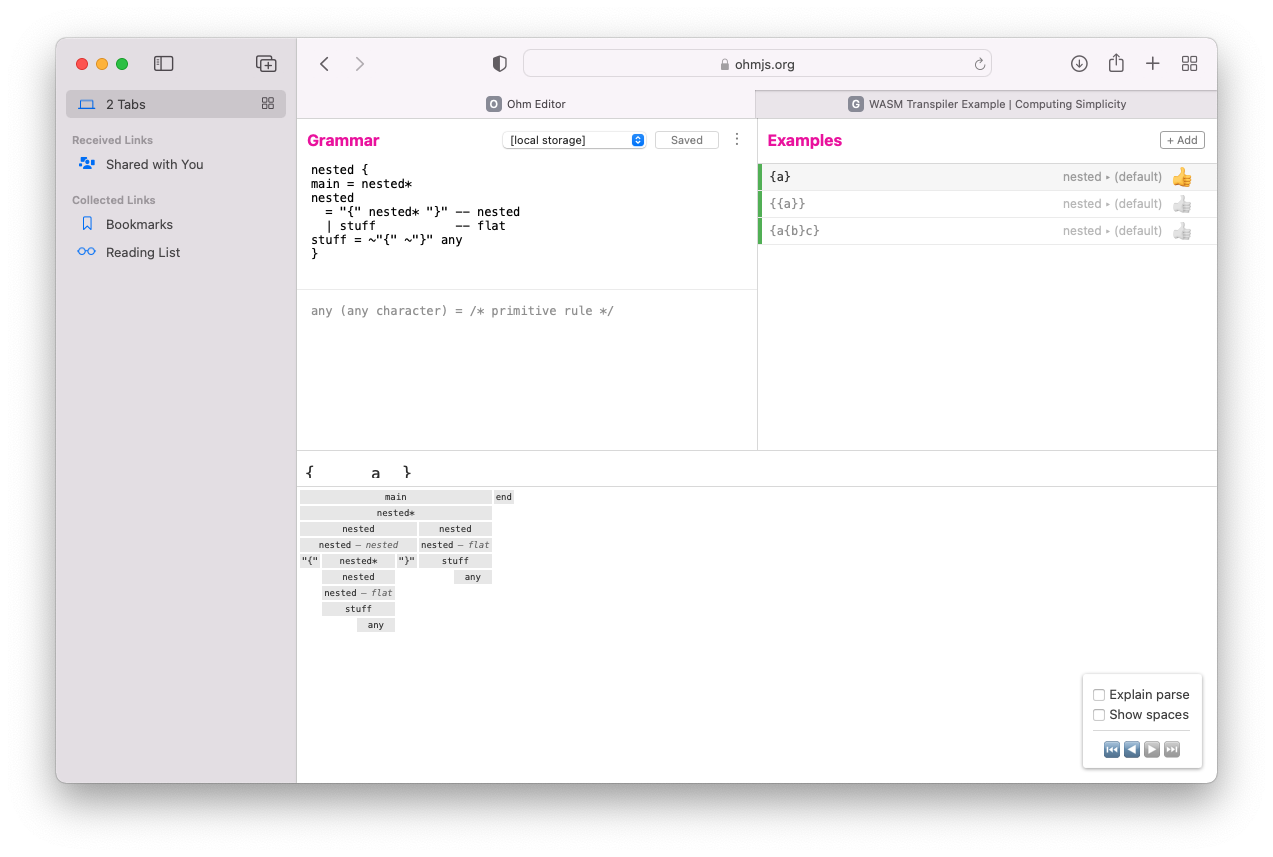 ohmjs.org
2 Tabs
O Ohm Editor
G WASM Transpiler Example | Computing Simplicity
Received Links
Shared with You
Collected Links
Bookmarks
Reading List
Grammar
[local storage]
Saved
Examples
+ Add
nested {
main = nested*
nested
= "{" nested* "}" -- nested
| stuff -- flat
stuff = ~"{" ~"}" any
}
any (any character) = /* primitive rule */
{a} nested ▸ (default)
{{a}} nested ▸ (default)
{a{b}c} nested ▸ (default)
{ a }
main end
nested*
nested nested
nested — nested nested — flat
"{" nested* "}" stuff
nested any
nested — flat
stuff
any
Explain parse
Show spaces